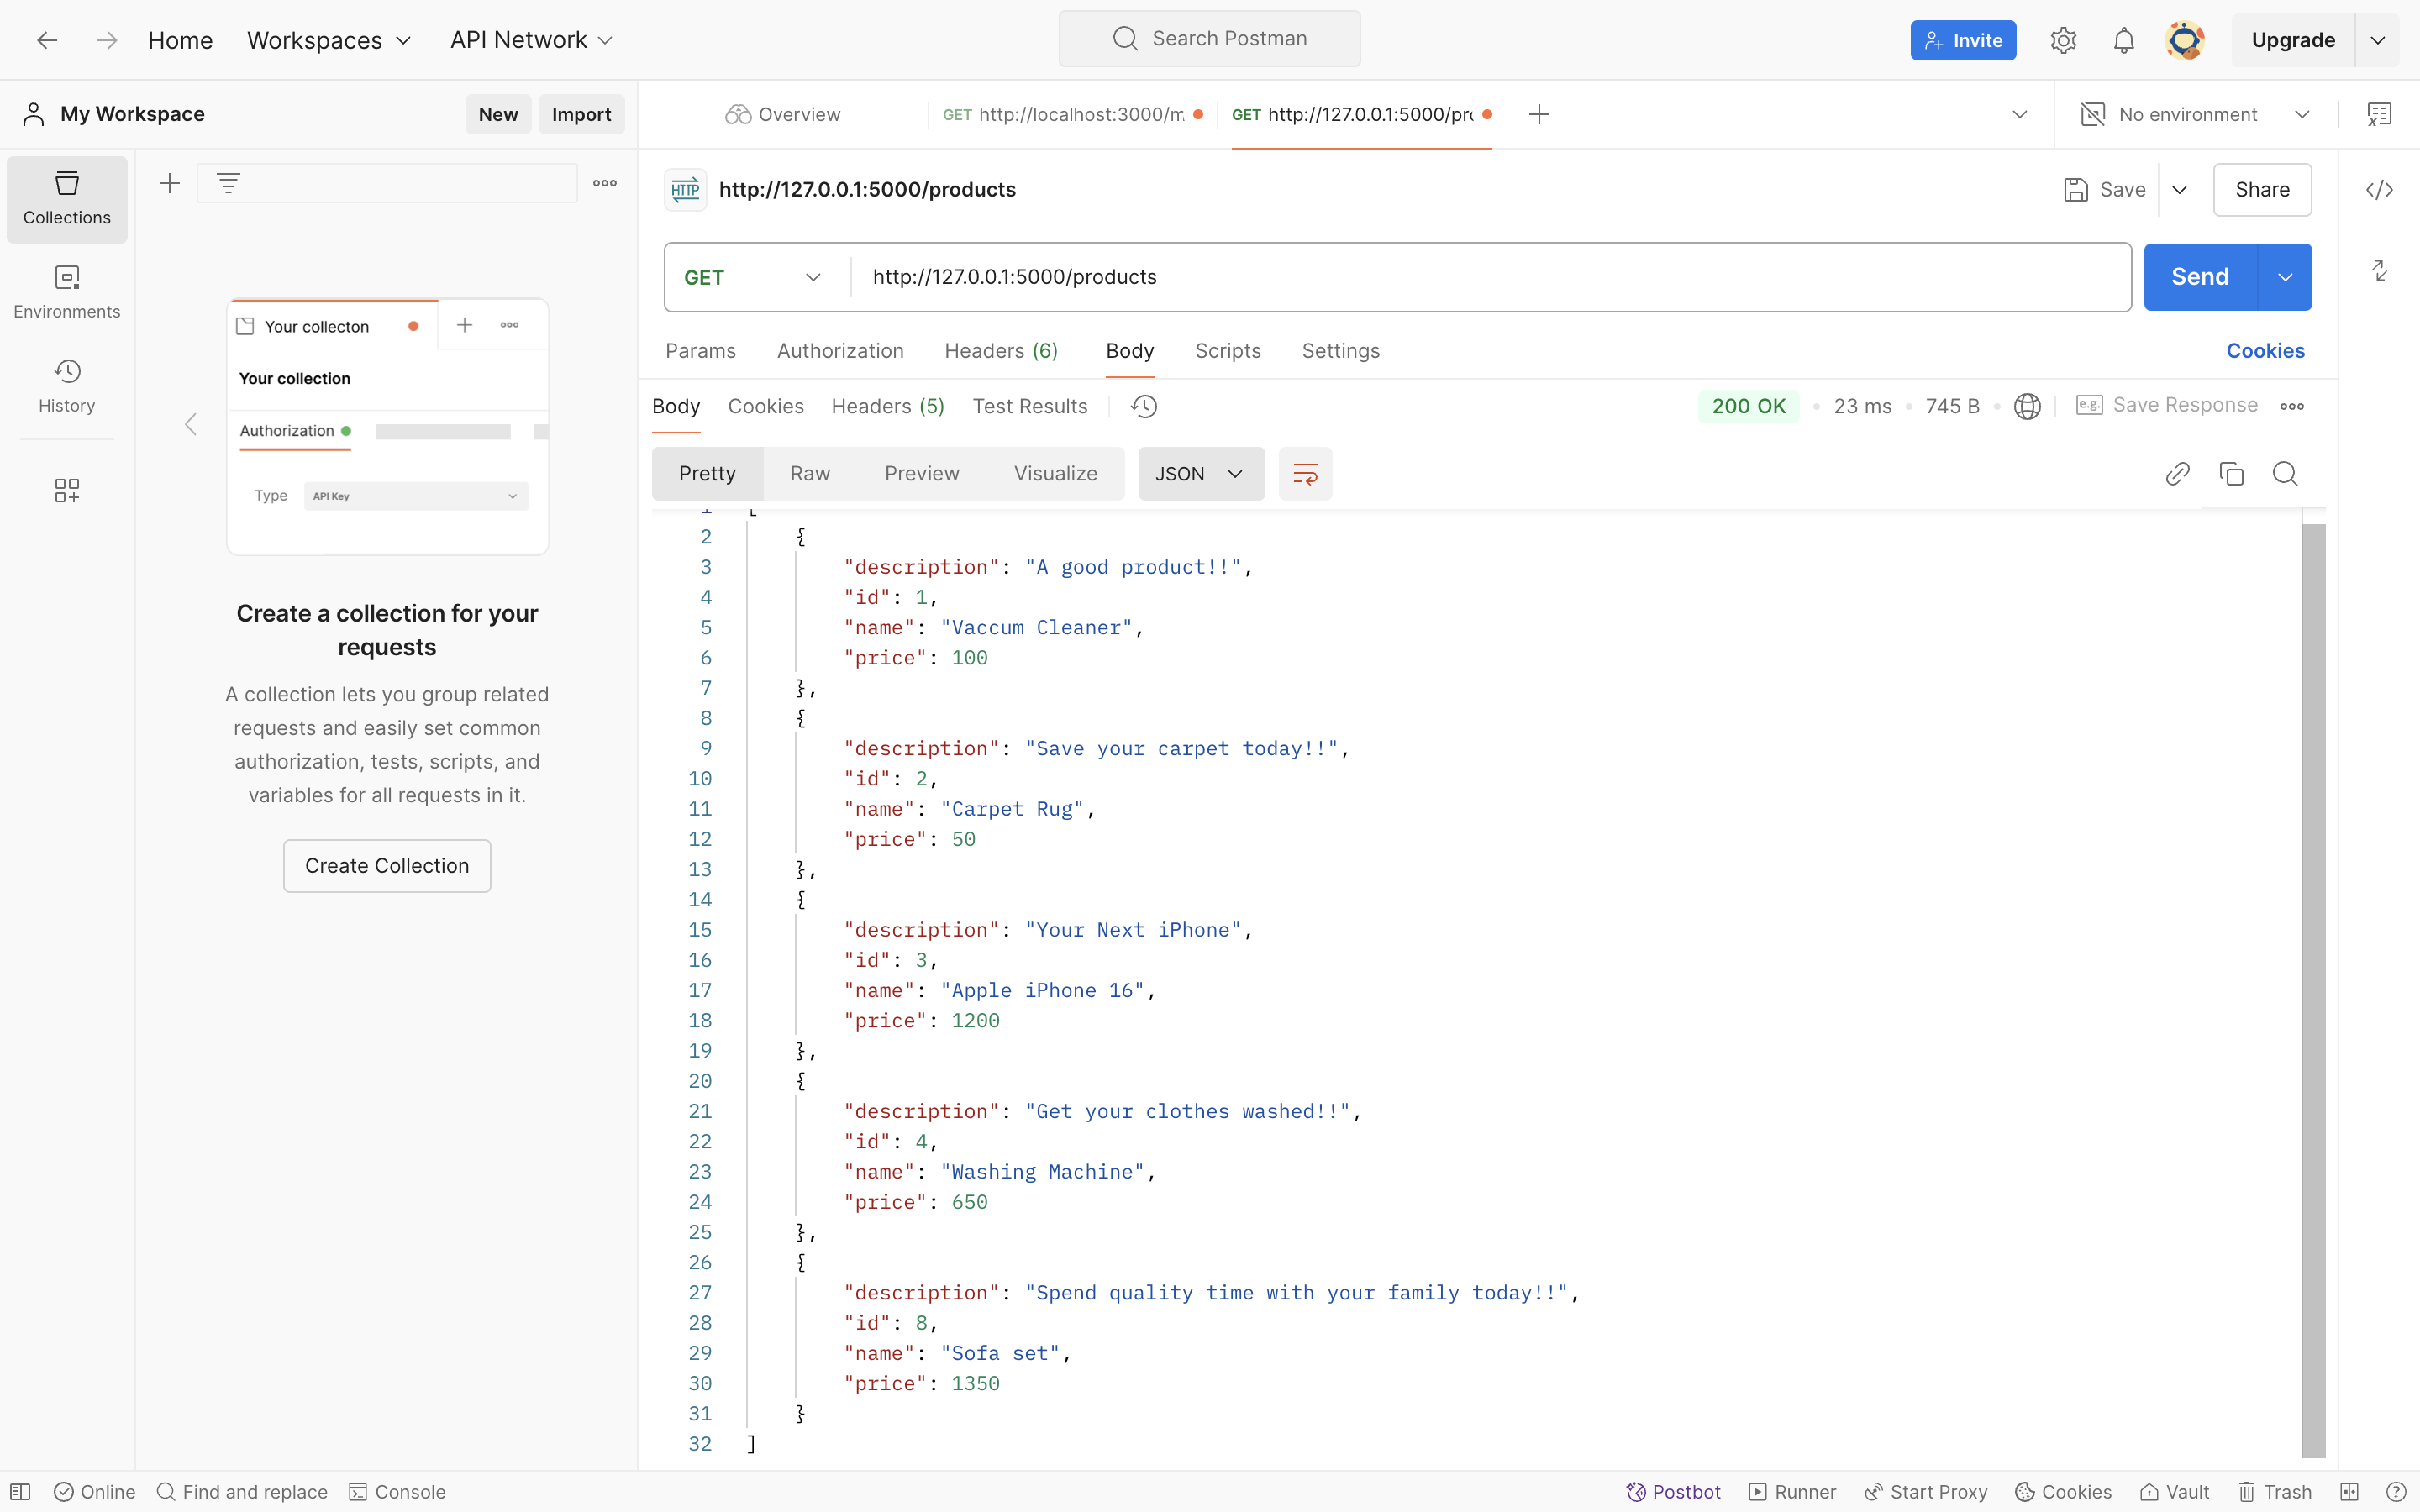 Home Workspaces API Network Search Postman Invite Upgrade
My Workspace New Import Overview GET http://localhost:3000/m GET http://127.0.0.1:5000/pr No environment
Collections
Environments
History
Your collecton
Your collection
Authorization
Type API Key
Create a collection for your
requests
A collection lets you group related
requests and easily set common
authorization, tests, scripts, and
variables for all requests in it.
Create Collection
HTTP http://127.0.0.1:5000/products Save Share
GET http://127.0.0.1:5000/products Send
Params Authorization Headers (6) Body Scripts Settings Cookies
Body Cookies Headers (5) Test Results 200 OK 23 ms 745 B e.g. Save Response
Pretty Raw Preview Visualize JSON
1 [
2 {
3 "description": "A good product!!",
4 "id": 1,
5 "name": "Vaccum Cleaner",
6 "price": 100
7 },
8 {
9 "description": "Save your carpet today!!",
10 "id": 2,
11 "name": "Carpet Rug",
12 "price": 50
13 },
14 {
15 "description": "Your Next iPhone",
16 "id": 3,
17 "name": "Apple iPhone 16",
18 "price": 1200
19 },
20 {
21 "description": "Get your clothes washed!!",
22 "id": 4,
23 "name": "Washing Machine",
24 "price": 650
25 },
26 {
27 "description": "Spend quality time with your family today!!",
28 "id": 8,
29 "name": "Sofa set",
30 "price": 1350
31 }
32 ]
Online Find and replace Console Postbot Runner Start Proxy Cookies Vault Trash